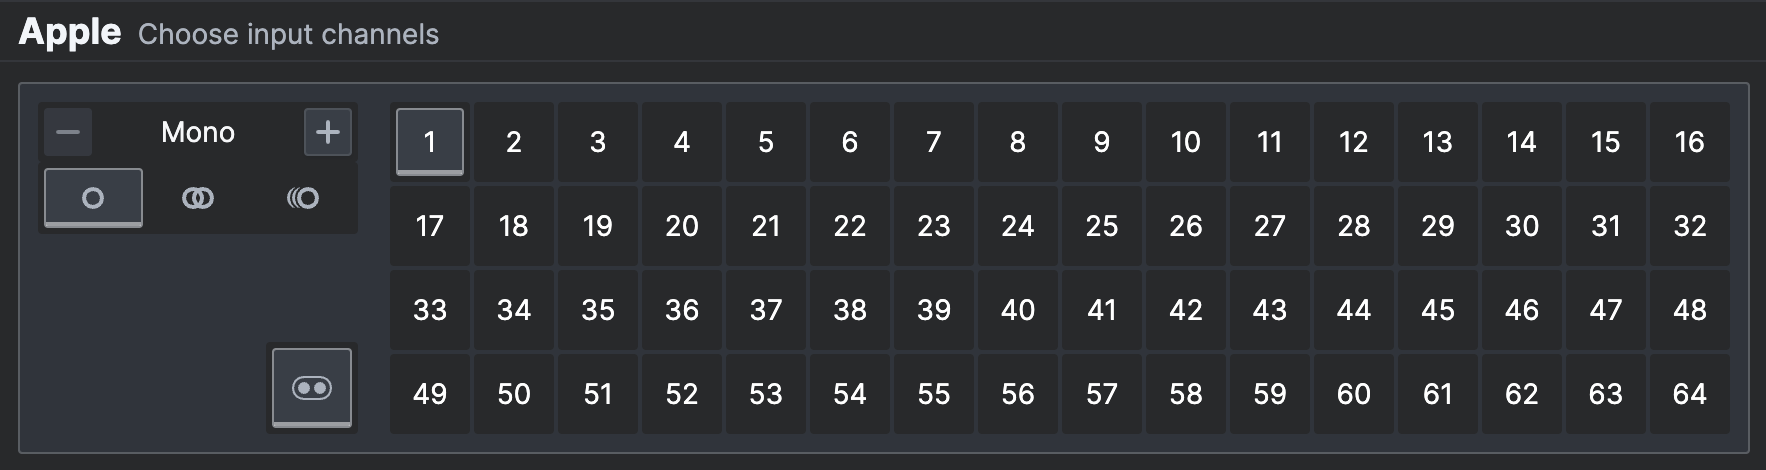 Apple Choose input channels
Mono
1 2 3 4 5 6 7 8 9 10 11 12 13 14 15 16
17 18 19 20 21 22 23 24 25 26 27 28 29 30 31 32
33 34 35 36 37 38 39 40 41 42 43 44 45 46 47 48
49 50 51 52 53 54 55 56 57 58 59 60 61 62 63 64